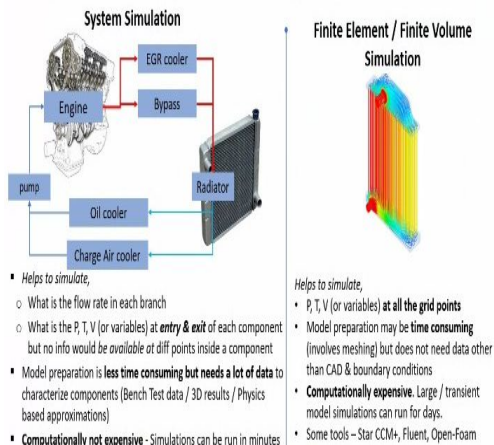 System Simulation
EGR cooler
Bypass
Engine
pump
Radiator
Oil cooler
Charge Air cooler
▪ Helps to simulate,
o What is the flow rate in each branch
o What is the P, T, V (or variables) at entry & exit of each component
but no info would be available at diff points inside a component
▪ Model preparation is less time consuming but needs a lot of data to
characterize components (Bench Test data / 3D results / Physics
based approximations)
▪ Computationally not expensive - Simulations can be run in minutes
Finite Element / Finite Volume
Simulation
Helps to simulate,
• P, T, V (or variables) at all the grid points
• Model preparation may be time consuming
(involves meshing) but does not need data other
than CAD & boundary conditions
• Computationally expensive. Large / transient
model simulations can run for days.
• Some tools – Star CCM+, Fluent, Open-Foam